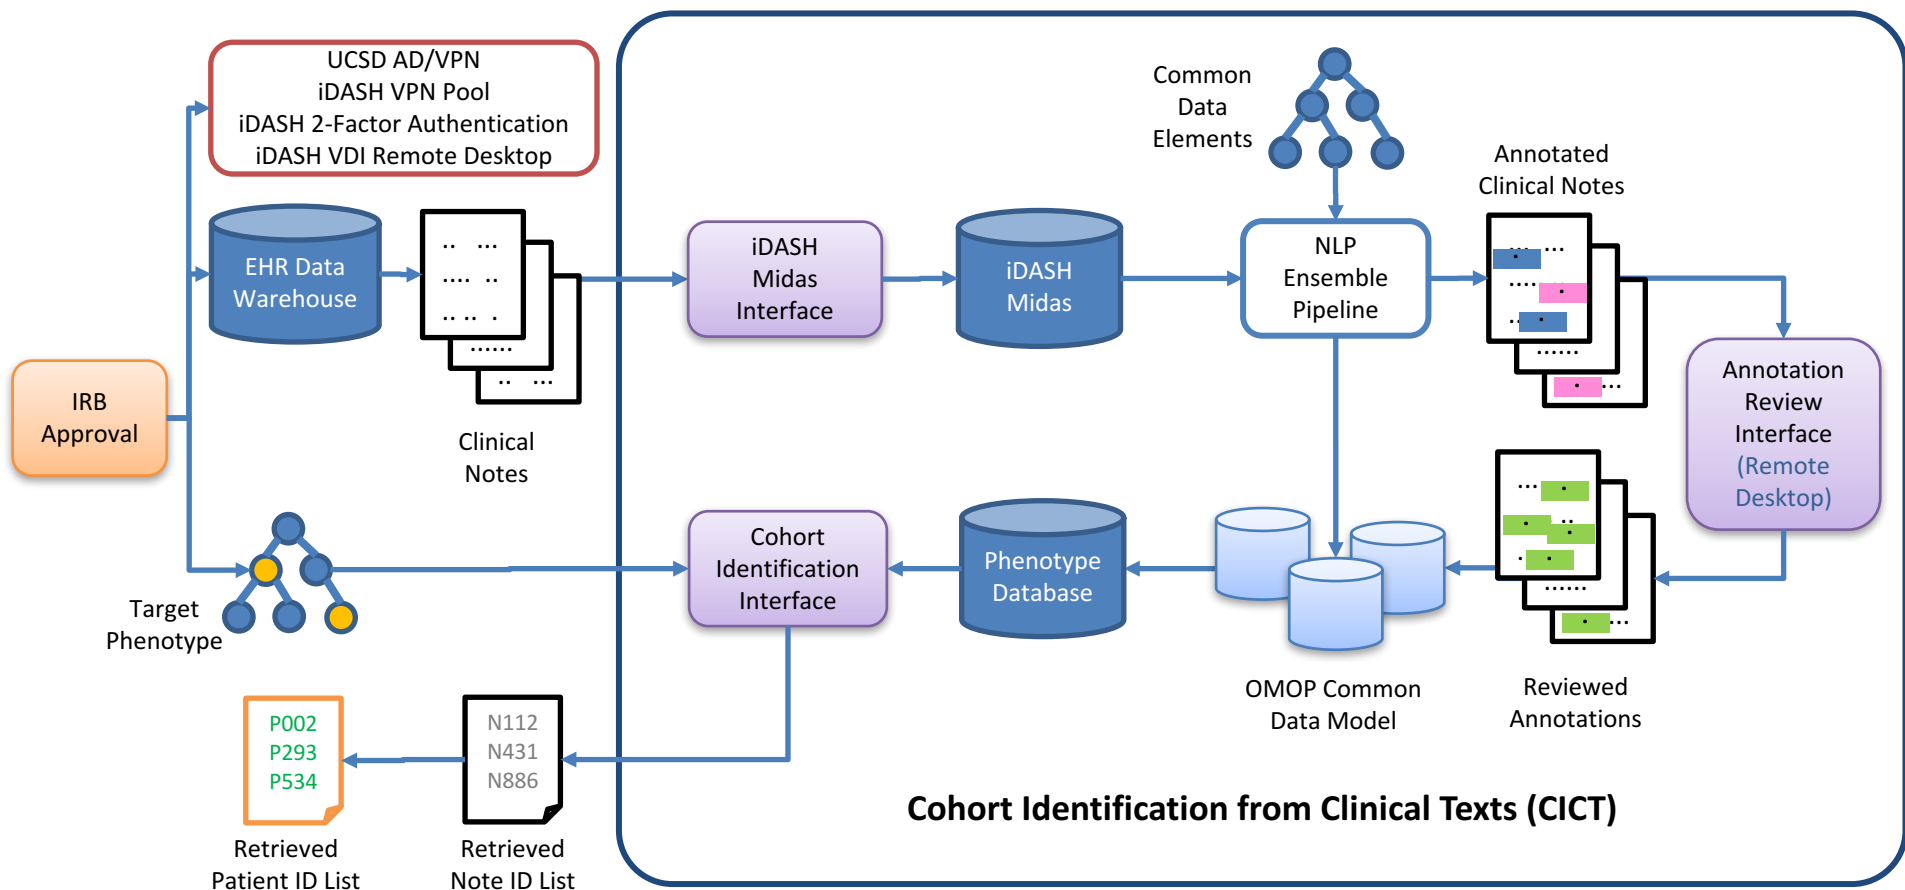 UCSD AD/VPN
iDASH VPN Pool
iDASH 2-Factor Authentication
iDASH VDI Remote Desktop
EHR Data
Warehouse
Clinical
Notes
IRB
Approval
Target
Phenotype
iDASH
Midas
Interface
iDASH
Midas
Common
Data
Elements
NLP
Ensemble
Pipeline
Annotated
Clinical Notes
Annotation
Review
Interface
(Remote
Desktop)
Cohort
Identification
Interface
Phenotype
Database
OMOP Common
Data Model
Reviewed
Annotations
P002
P293
P534
Retrieved
Patient ID List
N112
N431
N886
Retrieved
Note ID List
Cohort Identification from Clinical Texts (CICT)